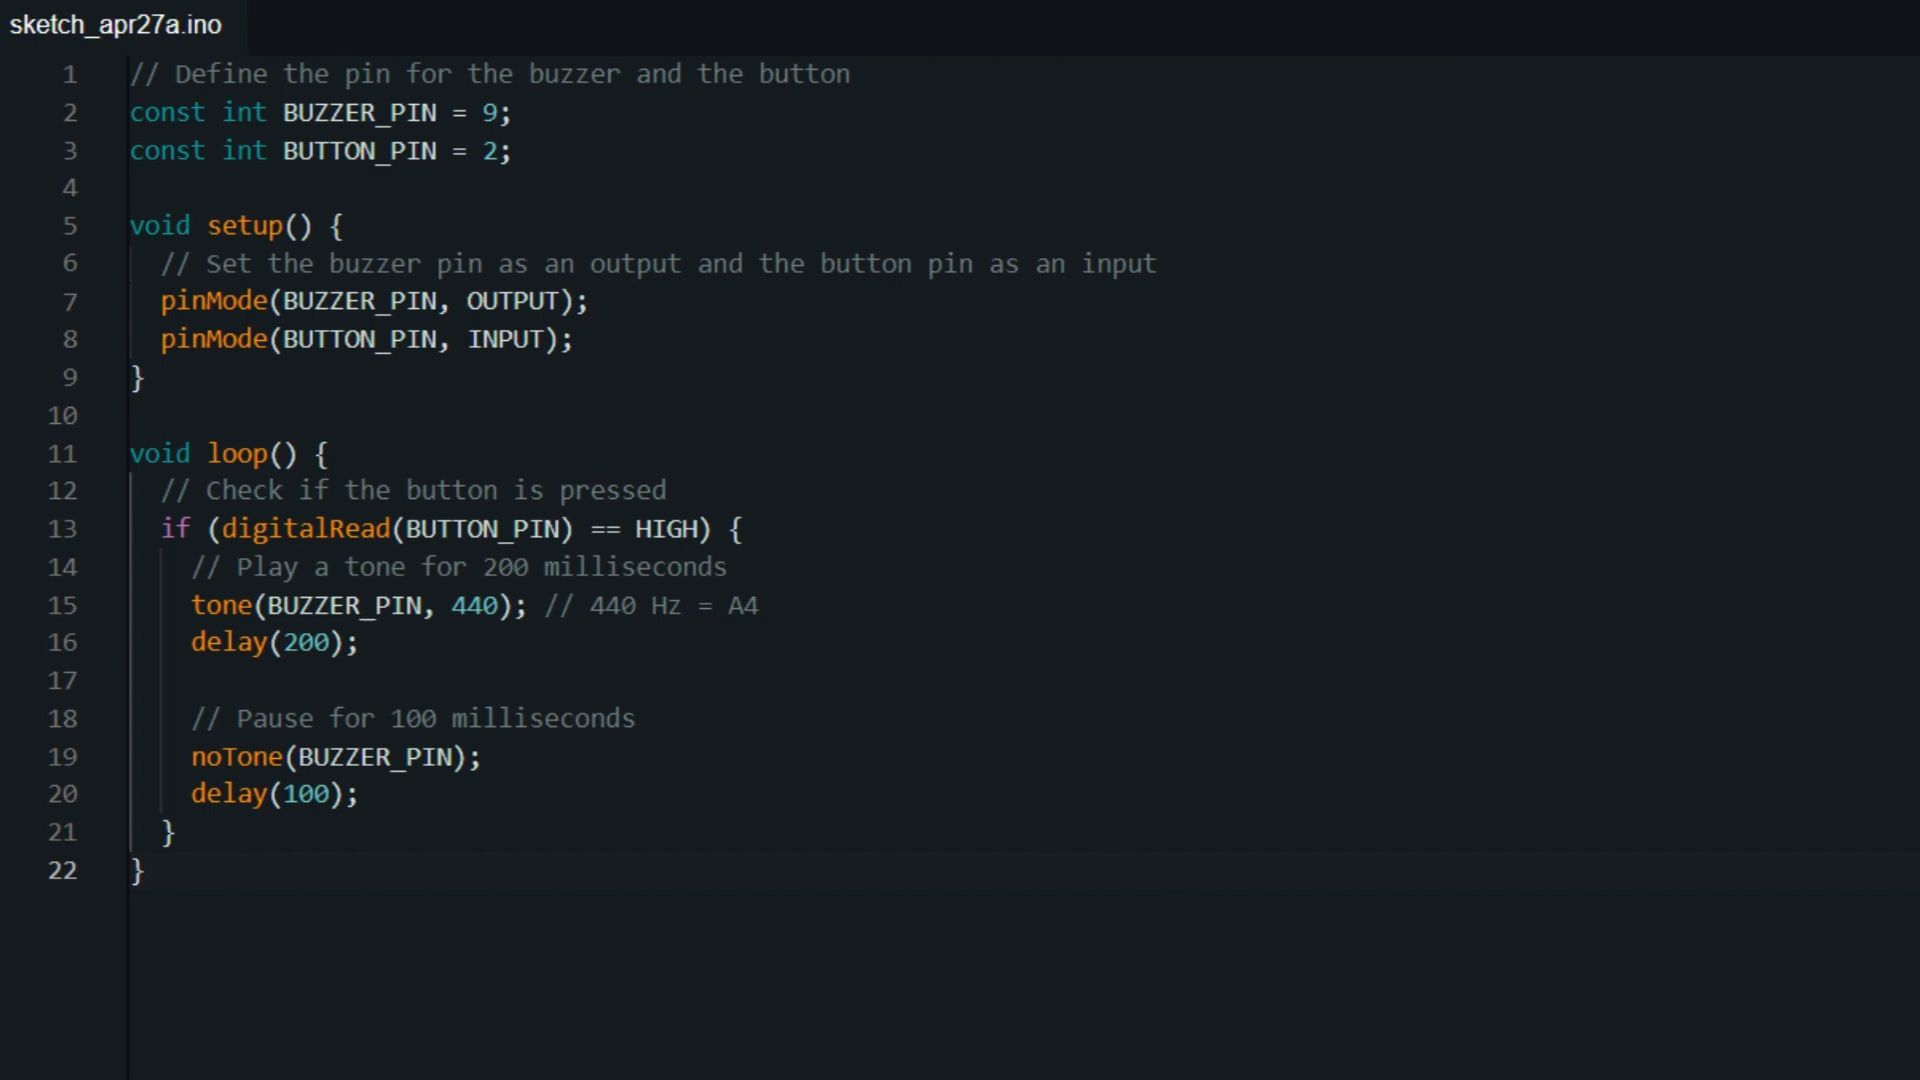 sketch_apr27a.ino
1 // Define the pin for the buzzer and the button
2 const int BUZZER_PIN = 9;
3 const int BUTTON_PIN = 2;
4
5 void setup() {
6   // Set the buzzer pin as an output and the button pin as an input
7   pinMode(BUZZER_PIN, OUTPUT);
8   pinMode(BUTTON_PIN, INPUT);
9 }
10
11 void loop() {
12   // Check if the button is pressed
13   if (digitalRead(BUTTON_PIN) == HIGH) {
14     // Play a tone for 200 milliseconds
15     tone(BUZZER_PIN, 440); // 440 Hz = A4
16     delay(200);
17
18     // Pause for 100 milliseconds
19     noTone(BUZZER_PIN);
20     delay(100);
21   }
22 }